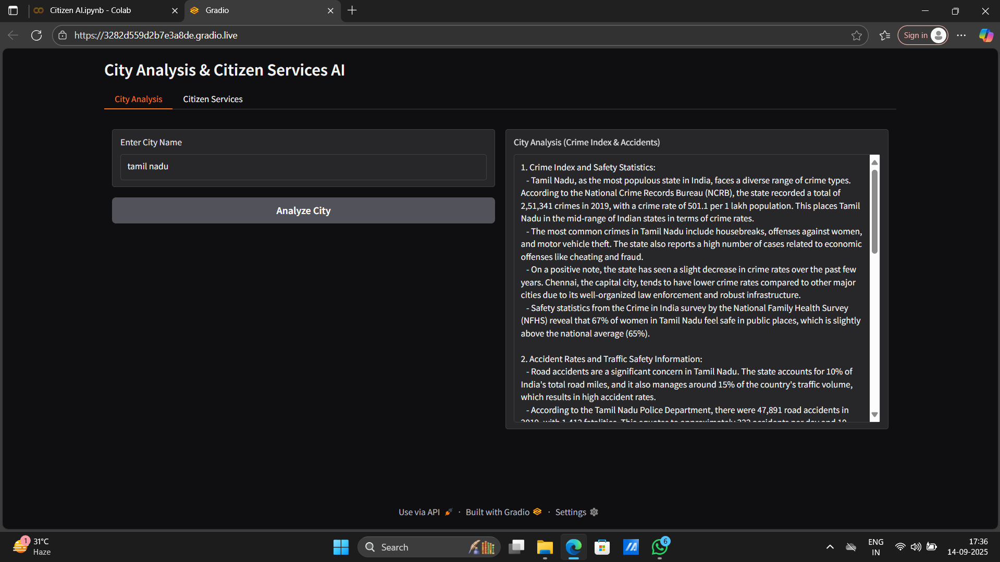 Citizen AI.ipynb - Colab
Gradio
https://3282d559d2b7e3a8de.gradio.live
Sign in
City Analysis & Citizen Services AI
City Analysis
Citizen Services
Enter City Name
tamil nadu
Analyze City
City Analysis (Crime Index & Accidents)
1. Crime Index and Safety Statistics:
- Tamil Nadu, as the most populous state in India, faces a diverse range of crime types.
According to the National Crime Records Bureau (NCRB), the state recorded a total of
2,51,341 crimes in 2019, with a crime rate of 501.1 per 1 lakh population. This places Tamil
Nadu in the mid-range of Indian states in terms of crime rates.
- The most common crimes in Tamil Nadu include housebreaks, offenses against women,
and motor vehicle theft. The state also reports a high number of cases related to economic
offenses like cheating and fraud.
- On a positive note, the state has seen a slight decrease in crime rates over the past few
years. Chennai, the capital city, tends to have lower crime rates compared to other major
cities due to its well-organized law enforcement and robust infrastructure.
- Safety statistics from the Crime in India survey by the National Family Health Survey
(NFHS) reveal that 67% of women in Tamil Nadu feel safe in public places, which is slightly
above the national average (65%).
2. Accident Rates and Traffic Safety Information:
- Road accidents are a significant concern in Tamil Nadu. The state accounts for 10% of
India's total road miles, and it also manages around 15% of the country's traffic volume,
which results in high accident rates.
- According to the Tamil Nadu Police Department, there were 47,891 road accidents in
Use via API · Built with Gradio · Settings
1
31°C
Haze
Search
6
ENG
IN
17:36
14-09-2025